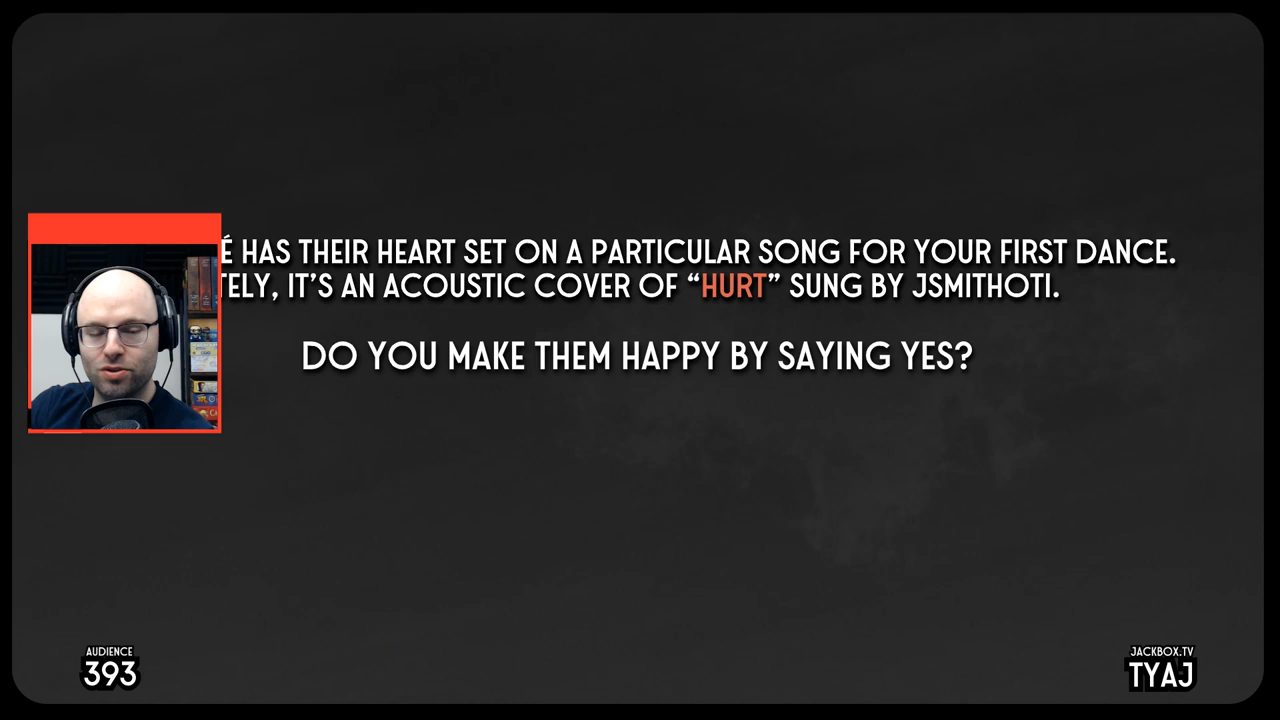 É HAS THEIR HEART SET ON A PARTICULAR SONG FOR YOUR FIRST DANCE.
TELY, IT'S AN ACOUSTIC COVER OF “HURT” SUNG BY JSMITHOTI.
DO YOU MAKE THEM HAPPY BY SAYING YES?
AUDIENCE
393
JACKBOX.TV
TYAJ